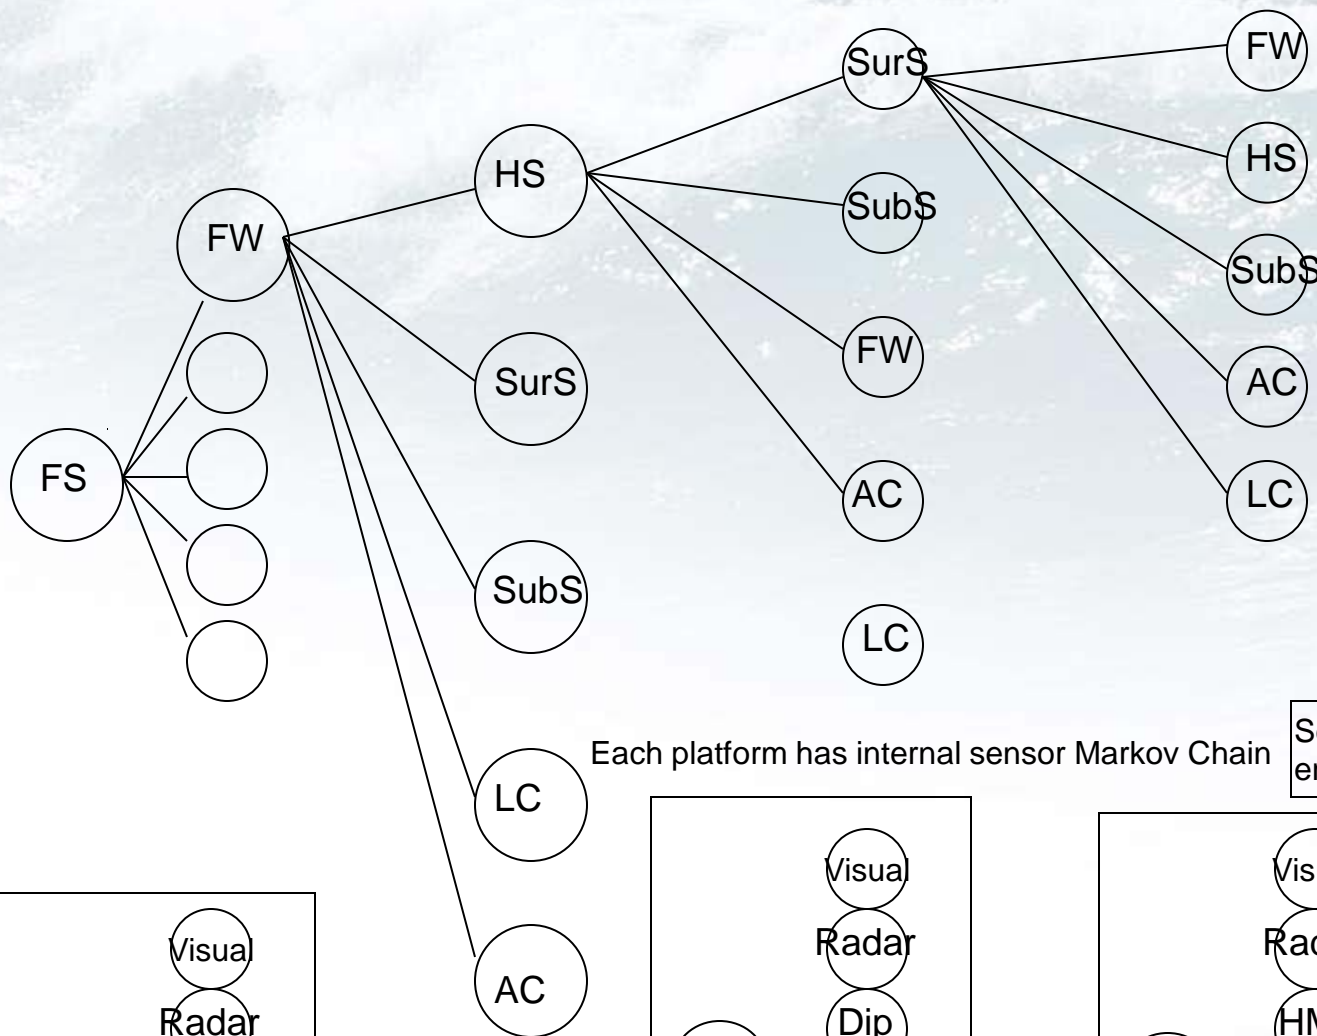 FS
FW
HS
SurS
SubS
LC
AC
SurS
SubS
FW
AC
LC
FW
HS
SubS
AC
LC
Each platform has internal sensor Markov Chain
Visual
Radar
Visual
Radar
Dip